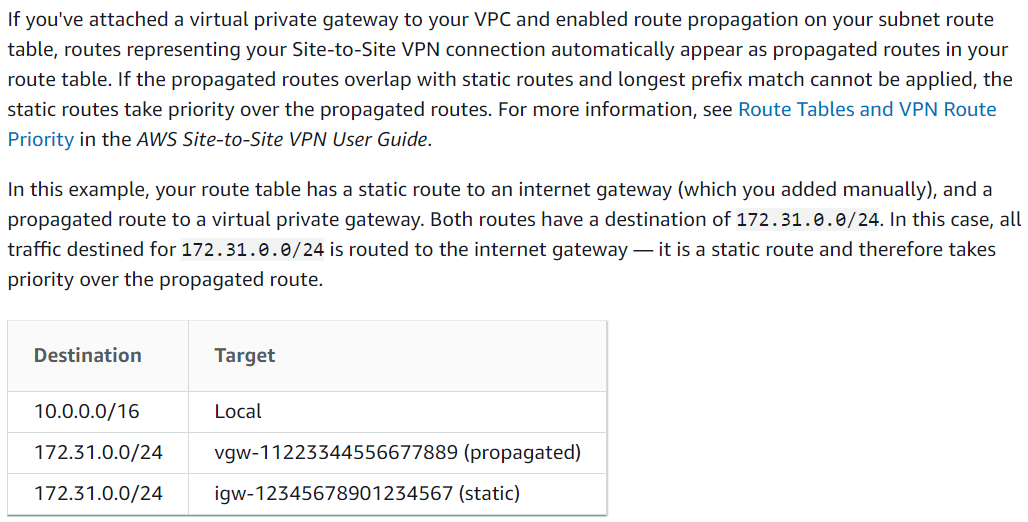 If you've attached a virtual private gateway to your VPC and enabled route propagation on your subnet route
table, routes representing your Site-to-Site VPN connection automatically appear as propagated routes in your
route table. If the propagated routes overlap with static routes and longest prefix match cannot be applied, the
static routes take priority over the propagated routes. For more information, see Route Tables and VPN Route
Priority in the AWS Site-to-Site VPN User Guide.
In this example, your route table has a static route to an internet gateway (which you added manually), and a
propagated route to a virtual private gateway. Both routes have a destination of 172.31.0.0/24. In this case, all
traffic destined for 172.31.0.0/24 is routed to the internet gateway — it is a static route and therefore takes
priority over the propagated route.
Destination Target
10.0.0.0/16 Local
172.31.0.0/24 vgw-11223344556677889 (propagated)
172.31.0.0/24 igw-12345678901234567 (static)